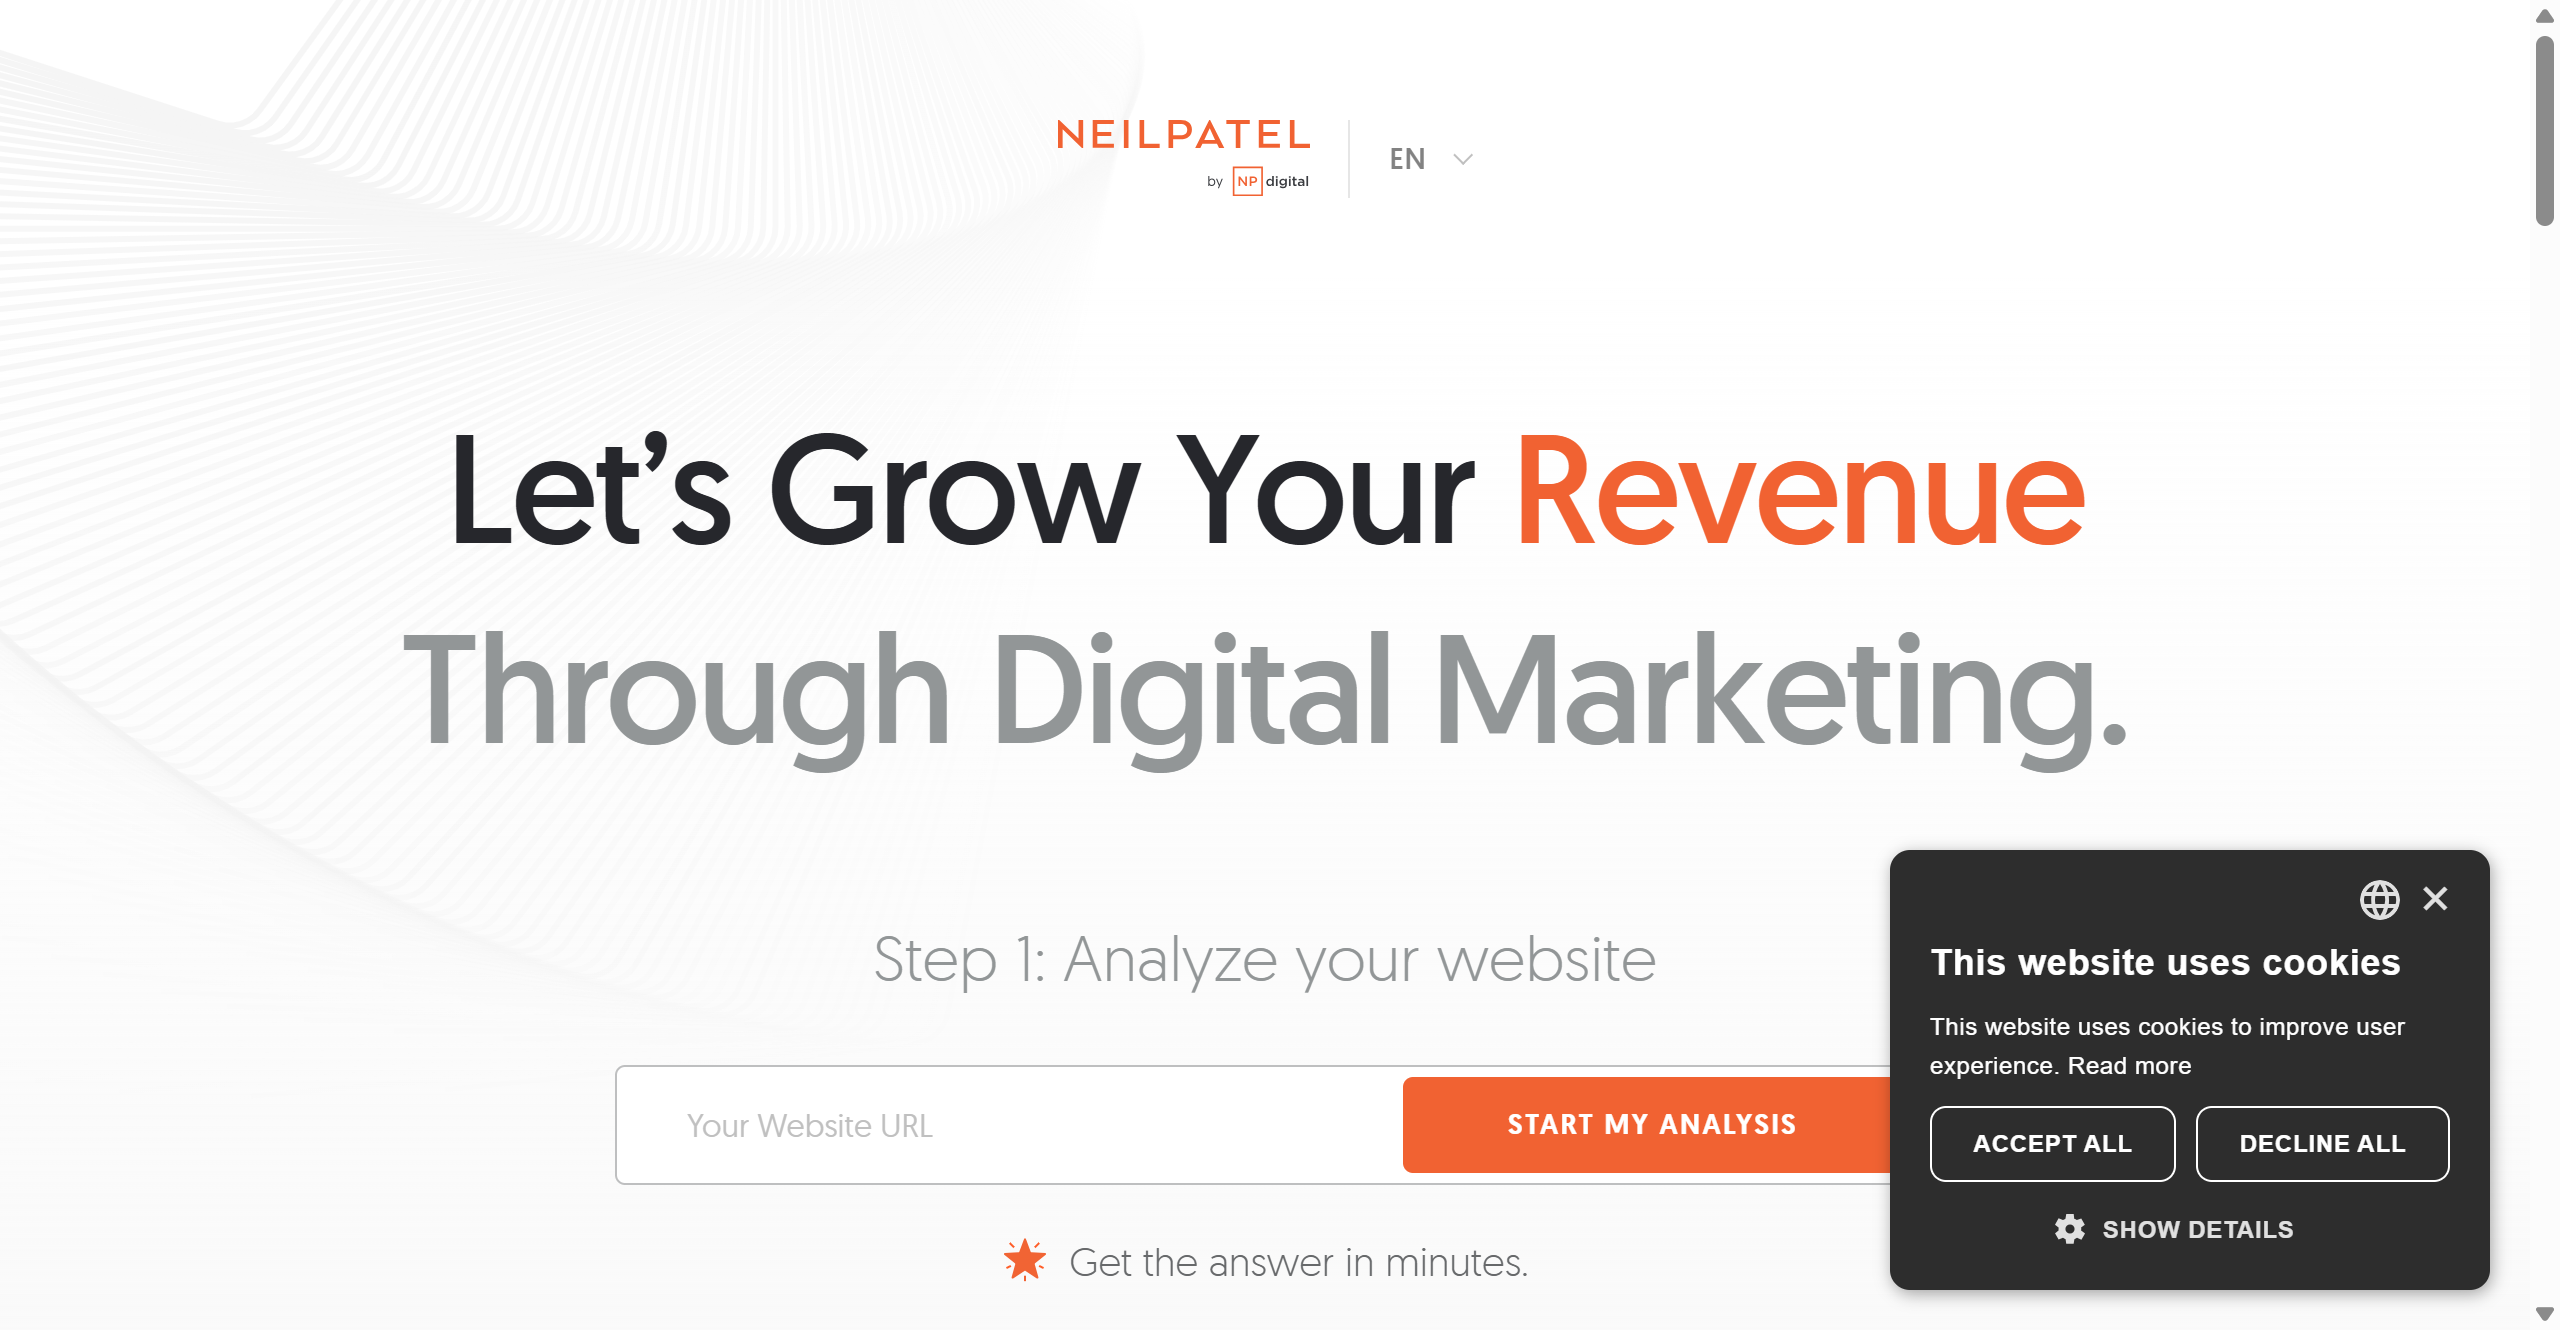 NEILPATEL
by NP digital
EN
Let’s Grow Your Revenue
Through Digital Marketing.
Step 1: Analyze your website
Your Website URL
START MY ANALYSIS
Get the answer in minutes.
This website uses cookies
This website uses cookies to improve user
experience. Read more
ACCEPT ALL
DECLINE ALL
SHOW DETAILS